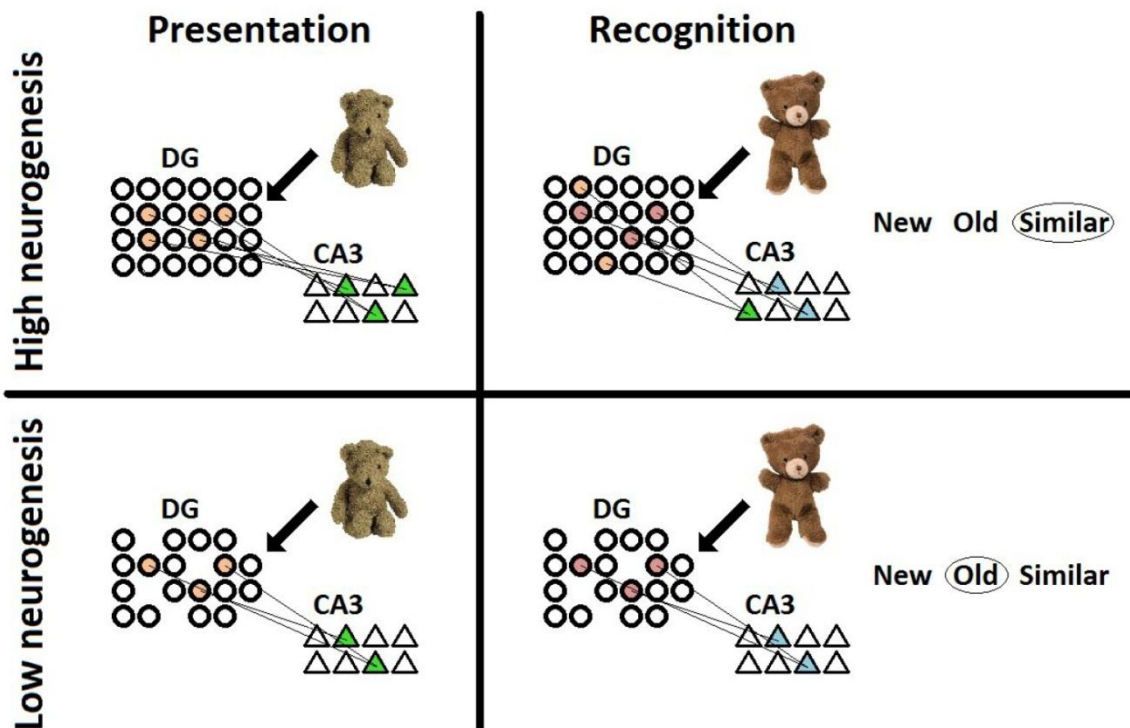 Presentation
Recognition
High neurogenesis
DG
CA3
DG
CA3
New Old Similar
Low neurogenesis
DG
CA3
DG
CA3
New Old Similar